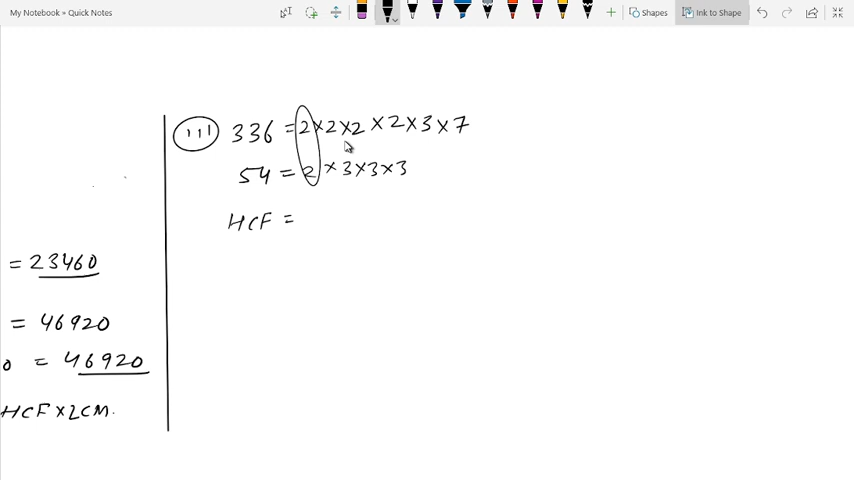 My Notebook » Quick Notes
Shapes
Ink to Shape
= 23460
= 46920
0 = 46920
HCF × LCM.
III
336 = 2 × 2 × 2 × 2 × 3 × 7
54 = 2 × 3 × 3 × 3
HCF =